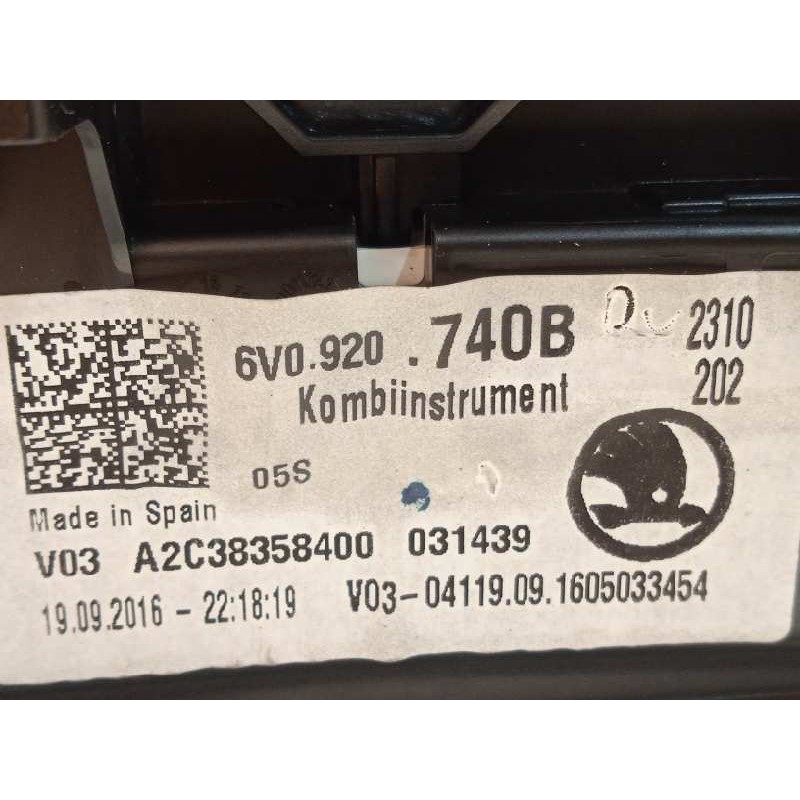 6V0.920 .740B 2310
Kombiinstrument 202
05S
Made in Spain
V03 A2C38358400 031439
19.09.2016 - 22:18:19 V03-04119.09.1605033454